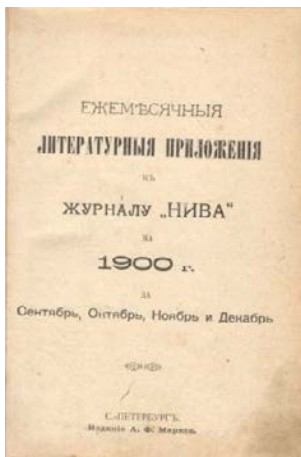 ЕЖЕМѢСЯЧНЫЯ
ЛИТЕРАТУРНЫЯ ПРИЛОЖЕНІЯ
КЪ
ЖУРНАЛУ „НИВА“
НА
1900 г.
ЗА
Сентябрь, Октябрь, Ноябрь и Декабрь
С.-ПЕТЕРБУРГЪ.
Изданіе А. Ф. Маркса.